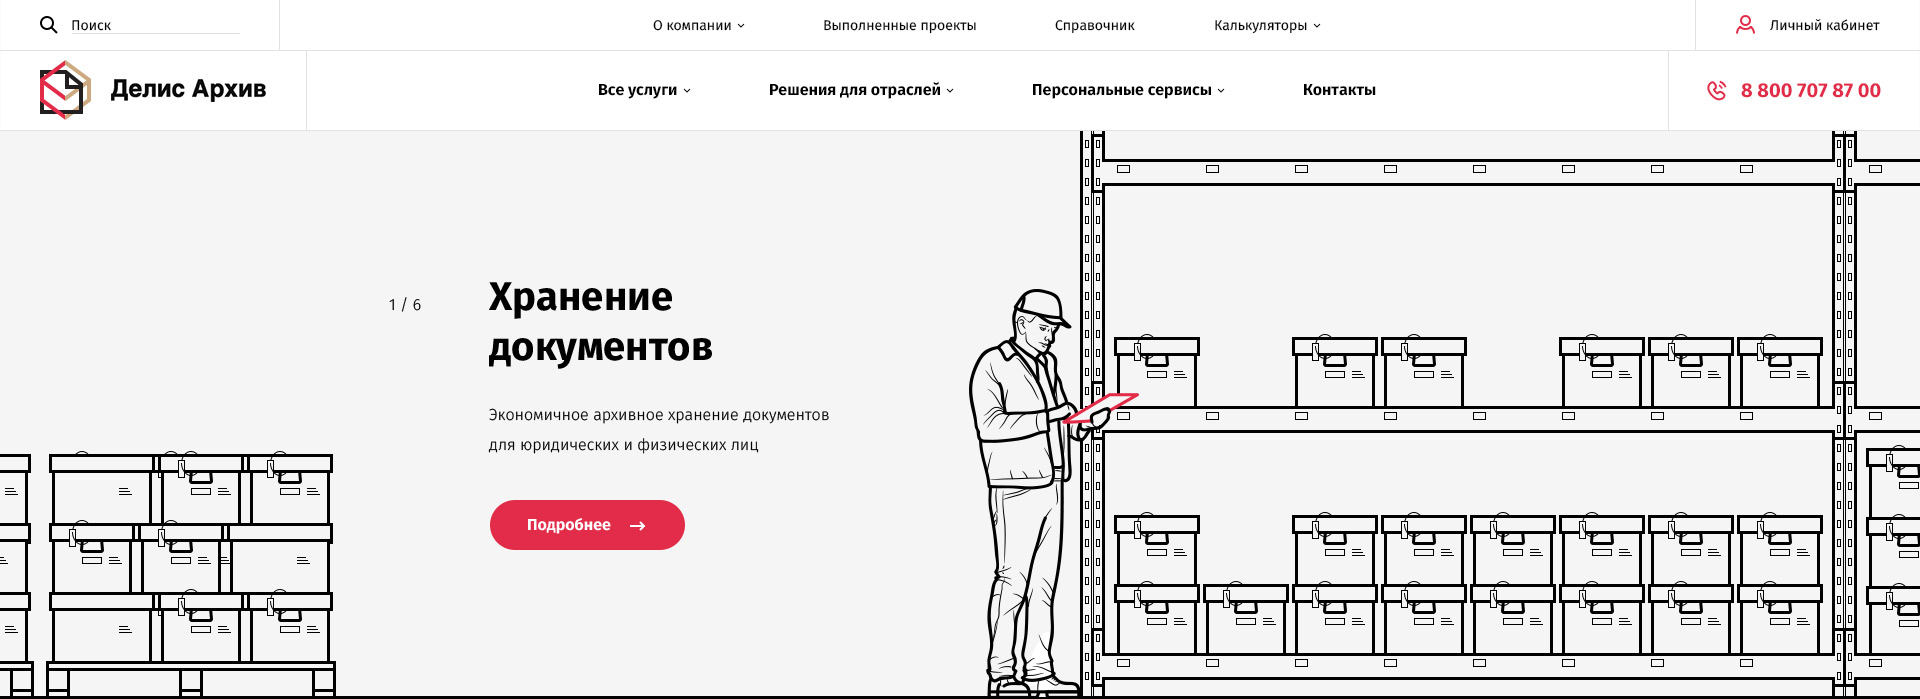 Поиск
О компании
Выполненные проекты
Справочник
Калькуляторы
Личный кабинет
Делис Архив
Все услуги
Решения для отраслей
Персональные сервисы
Контакты
8 800 707 87 00
1 / 6
Хранение
документов
Экономичное архивное хранение документов
для юридических и физических лиц
Подробнее